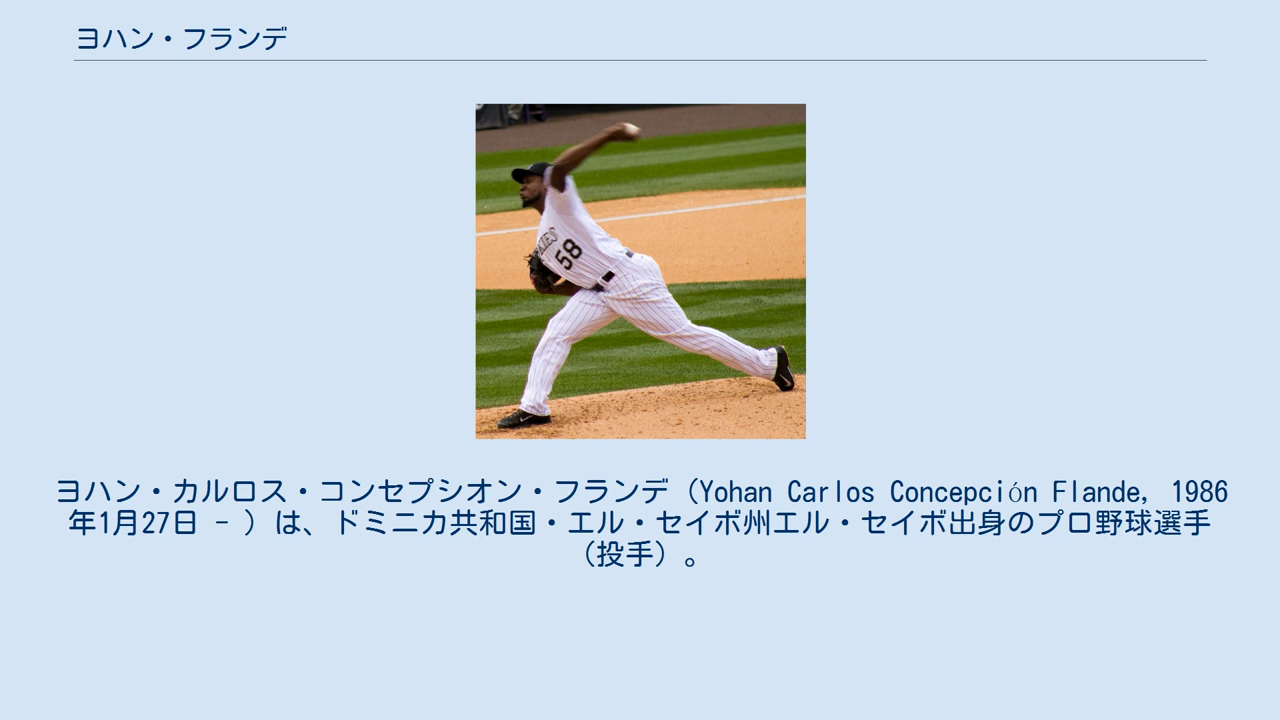 ヨハン・フランデ
KIES
58
ヨハン・カルロス・コンセプシオン・フランデ（Yohan Carlos Concepción Flande, 1986
年1月27日 - ）は、ドミニカ共和国・エル・セイボ州エル・セイボ出身のプロ野球選手
（投手）。